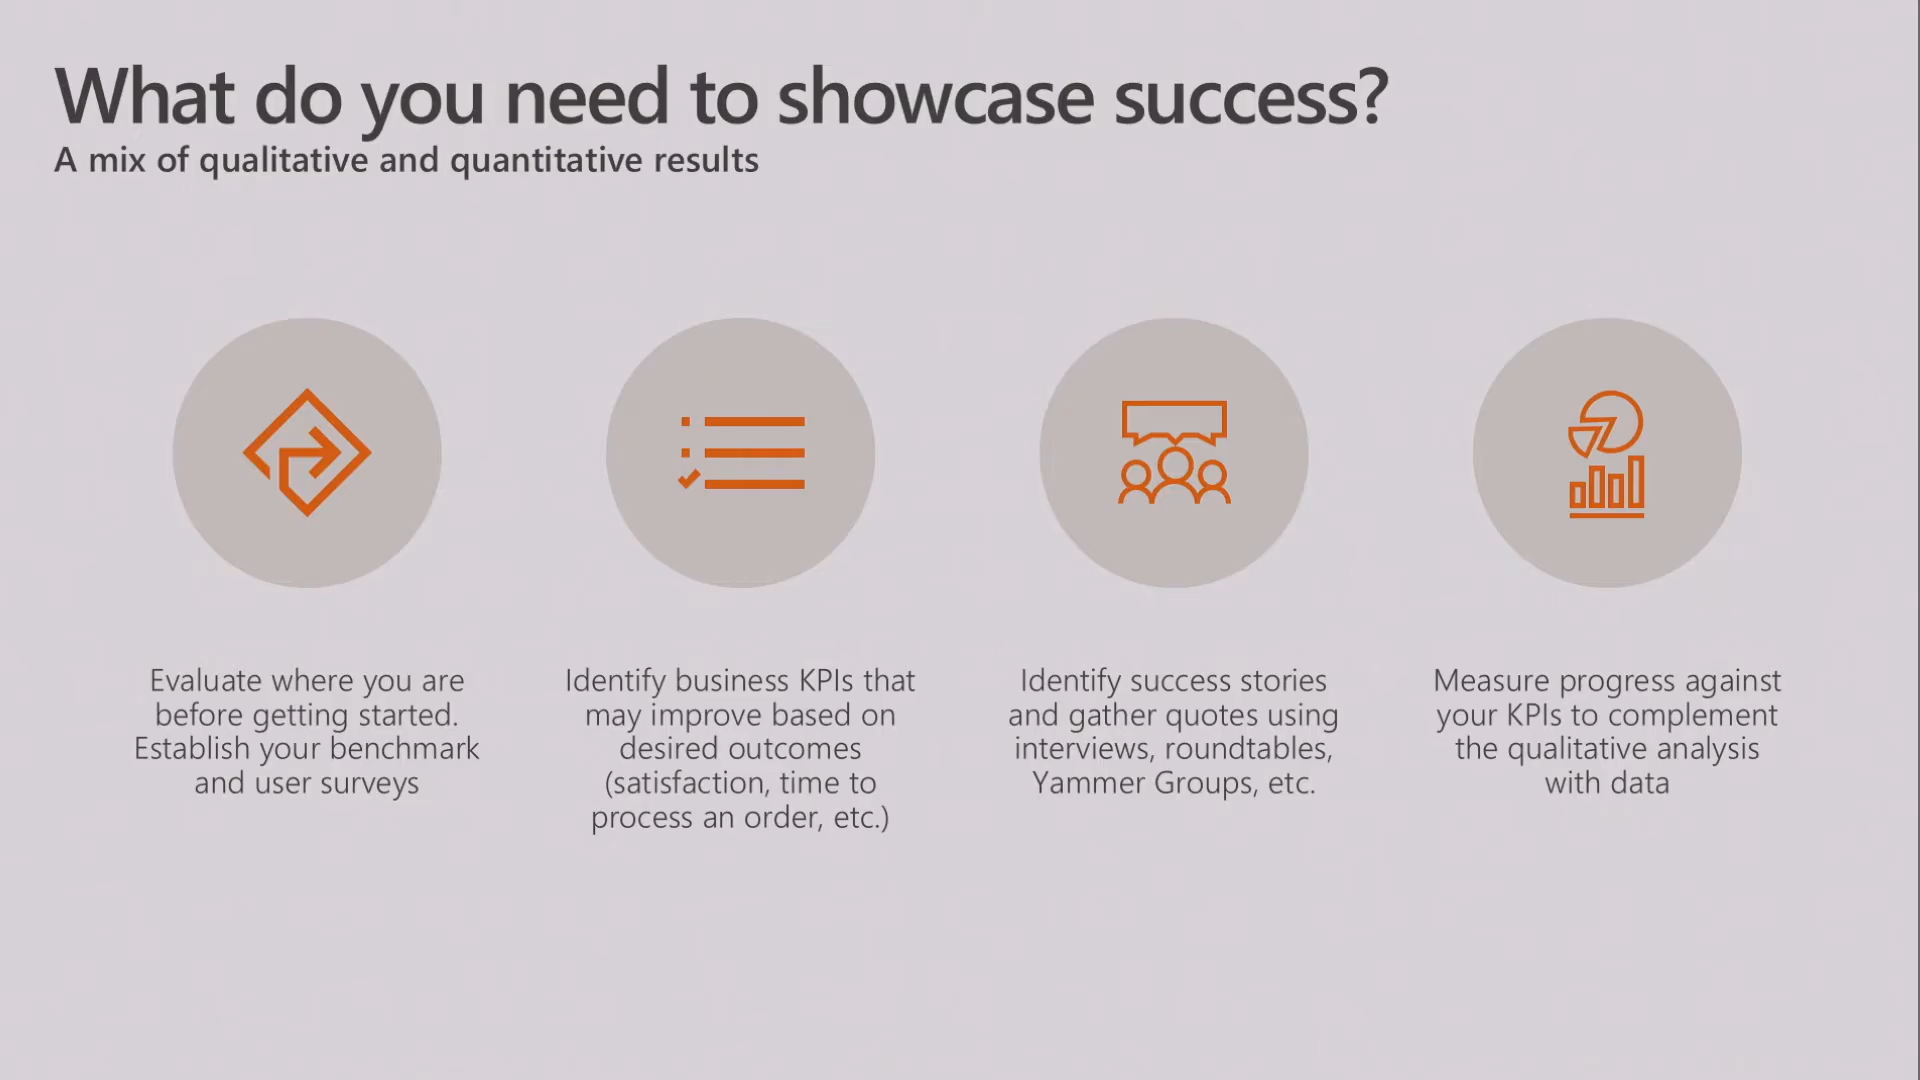 What do you need to showcase success?
A mix of qualitative and quantitative results
Evaluate where you are
before getting started.
Establish your benchmark
and user surveys
Identify business KPIs that
may improve based on
desired outcomes
(satisfaction, time to
process an order, etc.)
Identify success stories
and gather quotes using
interviews, roundtables,
Yammer Groups, etc.
Measure progress against
your KPIs to complement
the qualitative analysis
with data